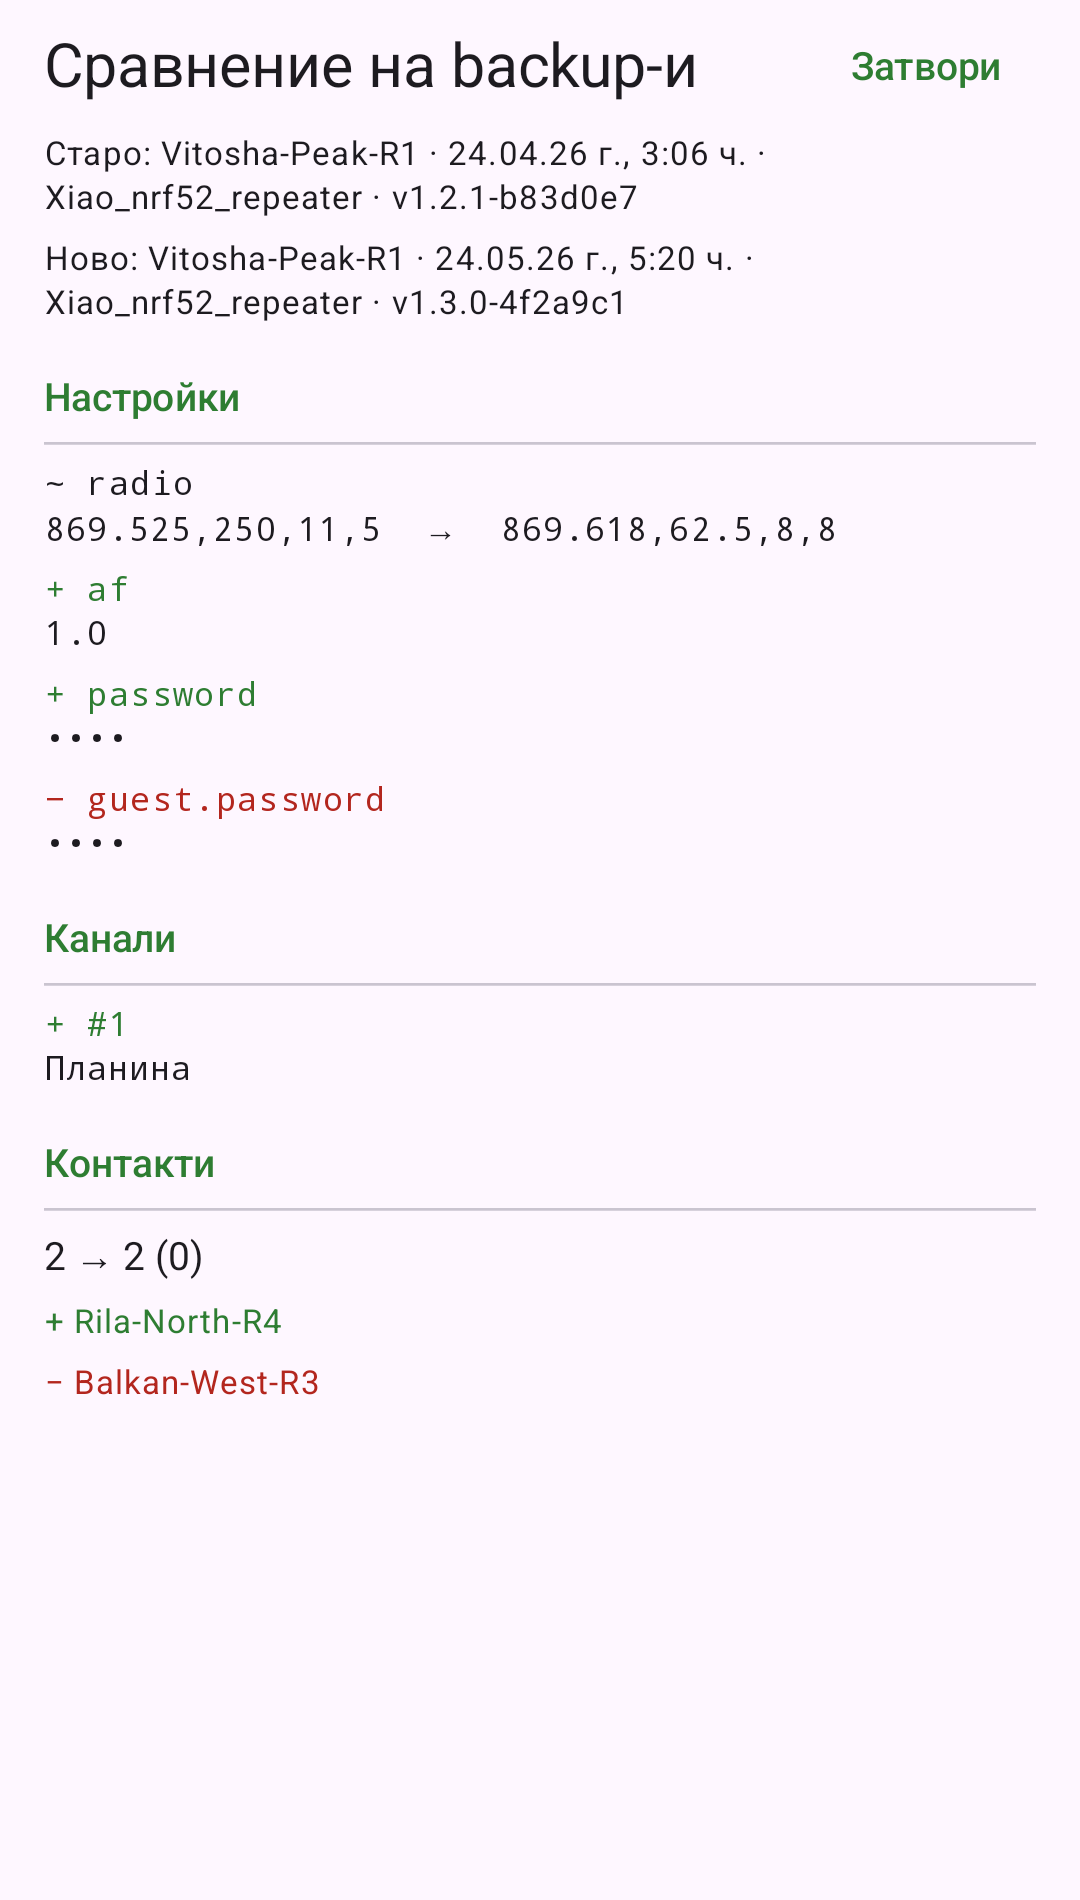 Сравнение на backup-и
Затвори
Старо: Vitosha-Peak-R1 · 24.04.26 г., 3:06 ч. ·
Xiao_nrf52_repeater · v1.2.1-b83d0e7
Ново: Vitosha-Peak-R1 · 24.05.26 г., 5:20 ч. ·
Xiao_nrf52_repeater · v1.3.0-4f2a9c1
Настройки
~ radio
869.525,250,11,5 → 869.618,62.5,8,8
+ af
1.0
+ password
••••
− guest.password
••••
Канали
+ #1
Планина
Контакти
2 → 2 (0)
+ Rila-North-R4
− Balkan-West-R3